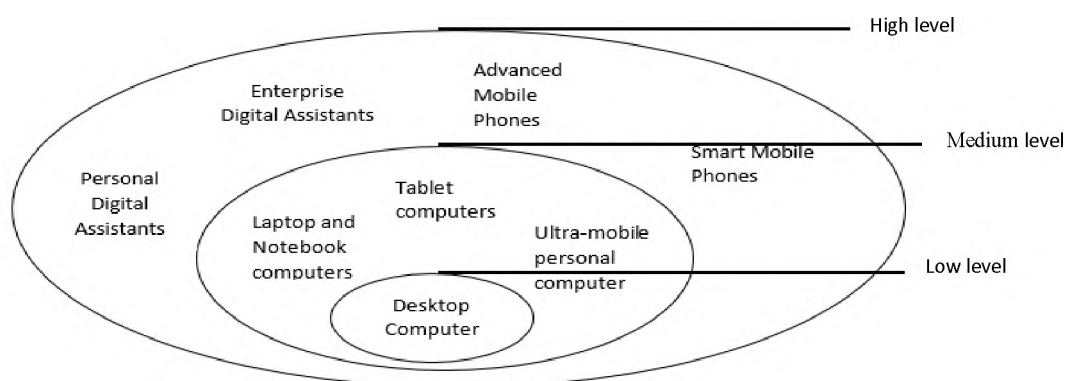 High level
Advanced
Mobile
Phones
Enterprise
Digital Assistants
Medium level
Smart Mobile
Phones
Personal
Digital
Assistants
Tablet
computers
Laptop and
Notebook
computers
Ultra-mobile
personal
computer
Low level
Desktop
Computer